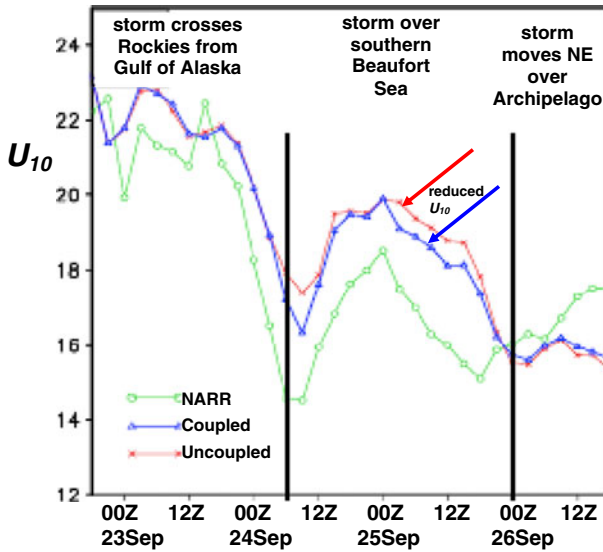 storm crosses
Rockies from
Gulf of Alaska
storm over
southern
Beaufort
Sea
storm
moves NE
over
Archipelago
24
22
20
18
16
14
12
U10
reduced
U10
NARR
Coupled
Uncoupled
00Z 12Z 00Z 12Z 00Z 12Z 00Z
23Sep 24Sep 25Sep 26Sep